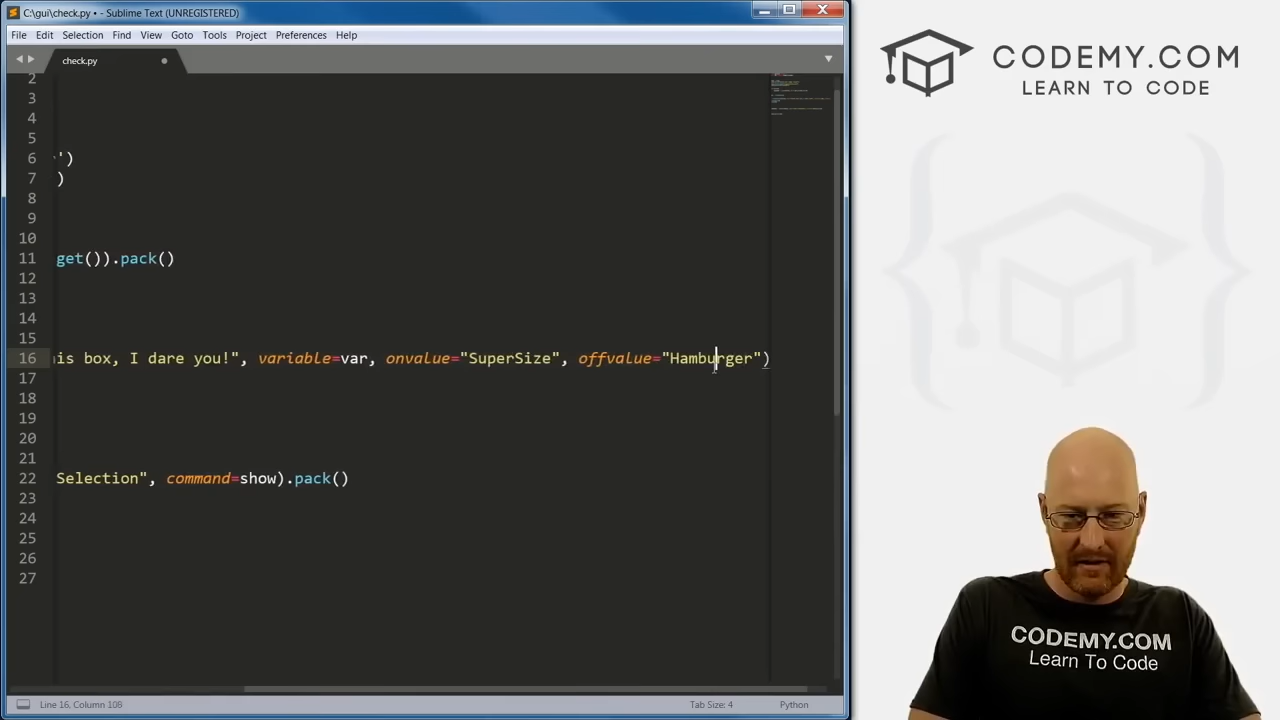 C:\gui\check.py • - Sublime Text (UNREGISTERED)
File Edit Selection Find View Goto Tools Project Preferences Help
check.py
2
3
4
5
6 ')
7 )
8
9
10
11 get()).pack()
12
13
14
15
16 is box, I dare you!", variable=var, onvalue="SuperSize", offvalue="Hamburger")
17
18
19
20
21
22 Selection", command=show).pack()
23
24
25
26
27
Line 16, Column 108
Tab Size: 4
Python
CODEMY.COM
LEARN TO CODE
CODEMY.COM
Learn To Code